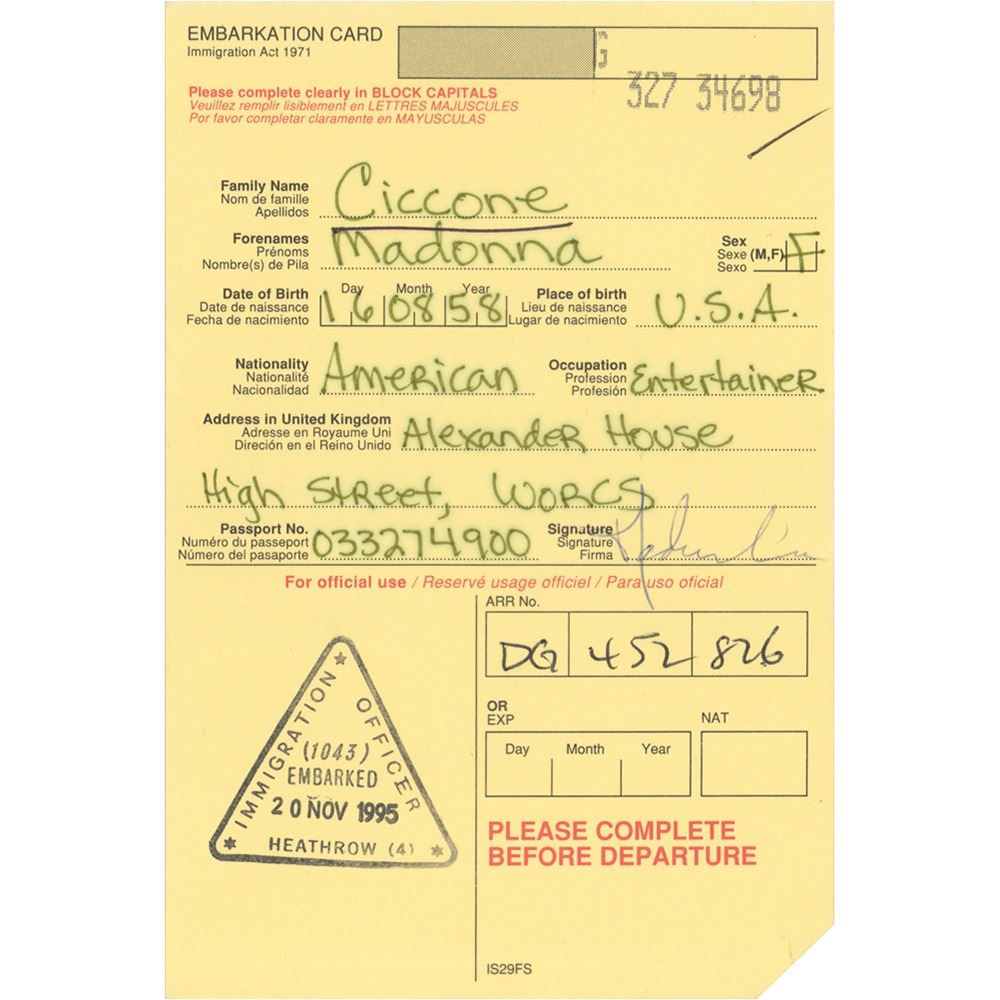 EMBARKATION CARD
Immigration Act 1971
G
327 34698
Please complete clearly in BLOCK CAPITALS
Veuillez remplir lisiblement en LETTRES MAJUSCULES
Por favor completar claramente en MAYUSCULAS
Family Name Ciccone
Nom de famille
Apellidos
Forenames Madonna Sex
Prénoms Sexe (M,F) F
Nombre(s) de Pila Sexo
Day Month Year
Date of Birth 16 08 58 Place of birth U.S.A.
Date de naissance Lieu de naissance
Fecha de nacimiento Lugar de nacimiento
Nationality American Occupation Entertainer
Nationalité Profession
Nacionalidad Profesión
Address in United Kingdom Alexander House
Adresse en Royaume Uni
Direción en el Reino Unido
High Street, WORCS
Passport No. 033274900 Signature
Numéro du passeport Signature
Número del pasaporte Firma
For official use / Reservé usage officiel / Para uso oficial
ARR No.
DG 452 826
OR
EXP NAT
Day Month Year
IMMIGRATION OFFICER
(1043)
EMBARKED
20 NOV 1995
HEATHROW (4)
PLEASE COMPLETE
BEFORE DEPARTURE
IS29FS